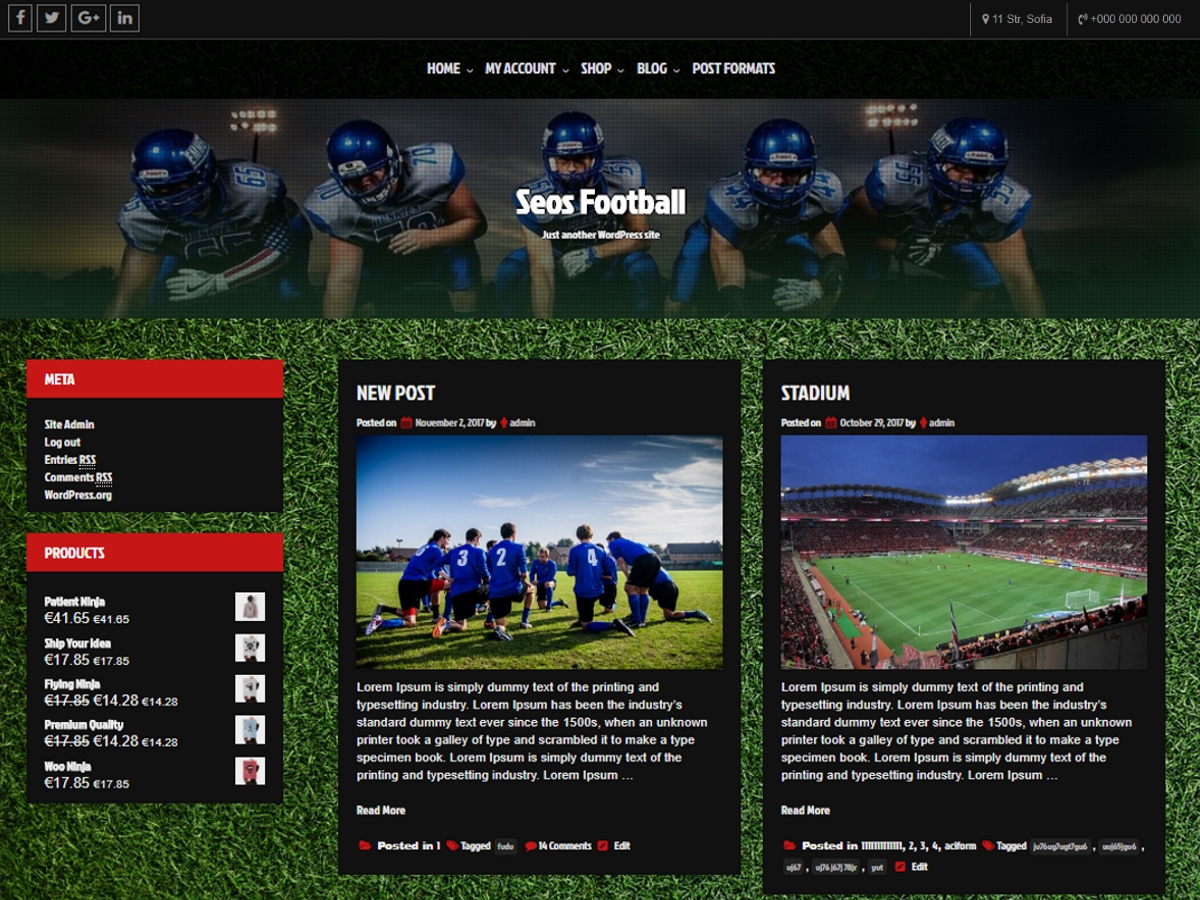 11 Str, Sofia
+000 000 000 000
HOME
MY ACCOUNT
SHOP
BLOG
POST FORMATS
65
70
55
44
55
Seos Football
Just another WordPress site
META
Site Admin
Log out
Entries RSS
Comments RSS
WordPress.org
PRODUCTS
Patient Ninja
€41.65 €41.65
Ship Your Idea
€17.85 €17.85
Flying Ninja
€17.85 €14.28 €14.28
Premium Quality
€17.85 €14.28 €14.28
Woo Ninja
€17.85 €17.85
NEW POST
Posted on November 2, 2017 by admin
3
2
4
Lorem Ipsum is simply dummy text of the printing and
typesetting industry. Lorem Ipsum has been the industry's
standard dummy text ever since the 1500s, when an unknown
printer took a galley of type and scrambled it to make a type
specimen book. Lorem Ipsum is simply dummy text of the
printing and typesetting industry. Lorem Ipsum …
Read More
Posted in 1 Tagged fudu 14 Comments Edit
STADIUM
Posted on October 29, 2017 by admin
Lorem Ipsum is simply dummy text of the printing and
typesetting industry. Lorem Ipsum has been the industry's
standard dummy text ever since the 1500s, when an unknown
printer took a galley of type and scrambled it to make a type
specimen book. Lorem Ipsum is simply dummy text of the
printing and typesetting industry. Lorem Ipsum …
Read More
Posted in 2, 3, 4, aciform Tagged
yut Edit